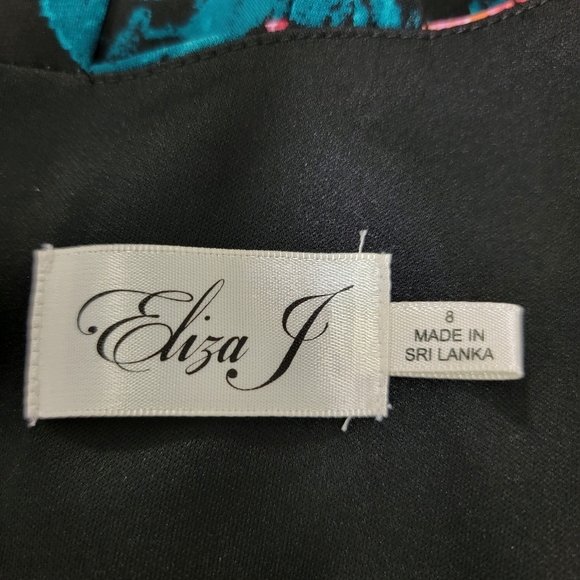 Eliza J
8
MADE IN
SRI LANKA